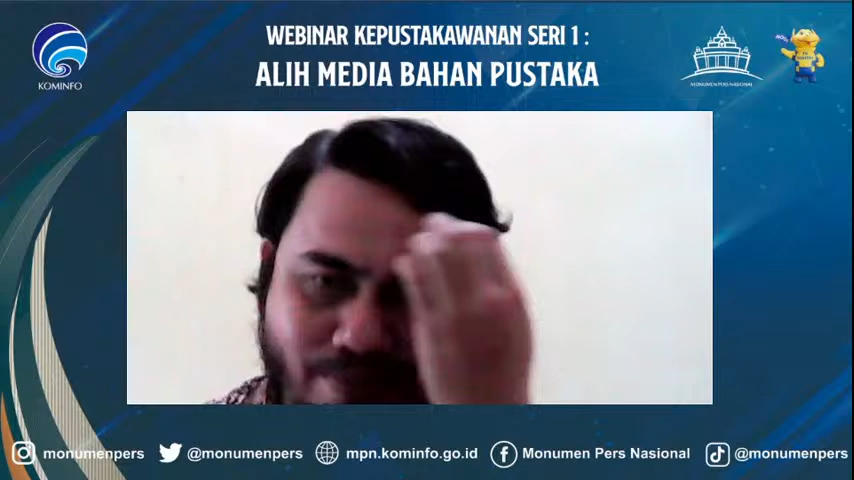 WEBINAR KEPUSTAKAWANAN SERI 1 :
ALIH MEDIA BAHAN PUSTAKA
KOMINFO
MONUMEN PERS NASIONAL
monumenpers
@monumenpers
mpn.kominfo.go.id
Monumen Pers Nasional
@monumenpers